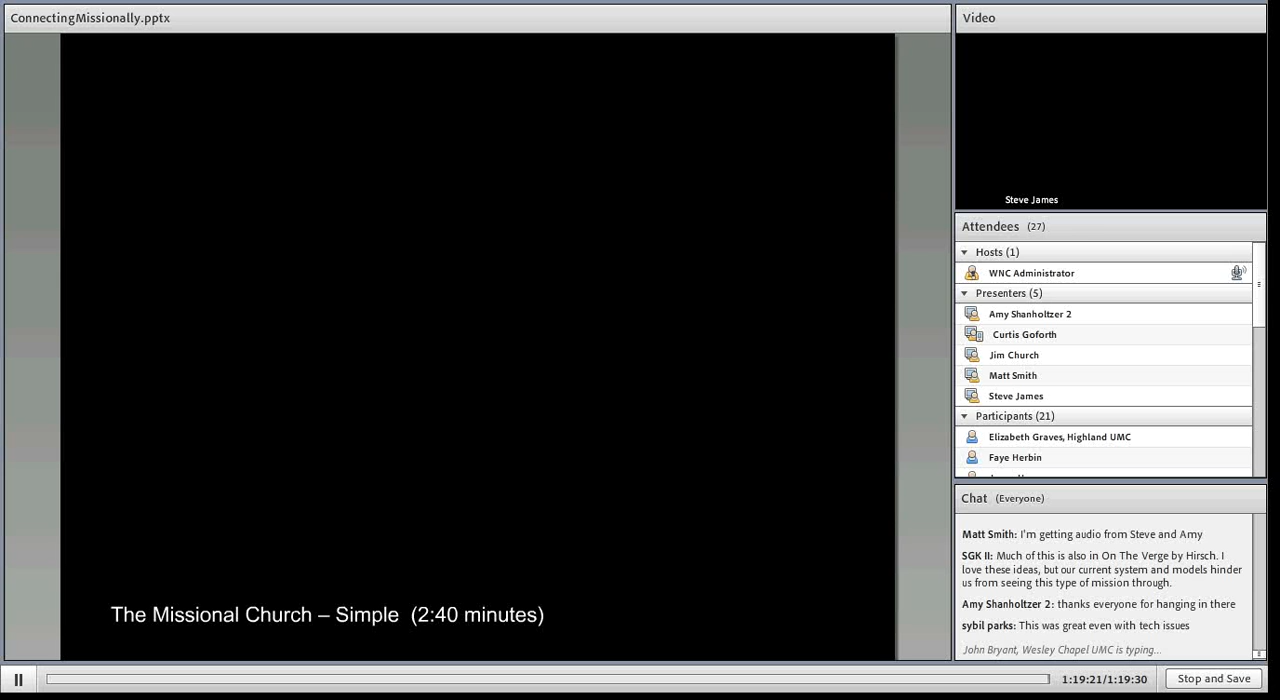 ConnectingMissionally.pptx
The Missional Church – Simple (2:40 minutes)
Video
Steve James
Attendees (27)
Hosts (1)
WNC Administrator
Presenters (5)
Amy Shanholtzer 2
Curtis Goforth
Jim Church
Matt Smith
Steve James
Participants (21)
Elizabeth Graves, Highland UMC
Faye Herbin
Chat (Everyone)
Matt Smith: I'm getting audio from Steve and Amy
SGK II: Much of this is also in On The Verge by Hirsch. I
love these ideas, but our current system and models hinder
us from seeing this type of mission through.
Amy Shanholtzer 2: thanks everyone for hanging in there
sybil parks: This was great even with tech issues
John Bryant, Wesley Chapel UMC is typing...
1:19:21/1:19:30
Stop and Save